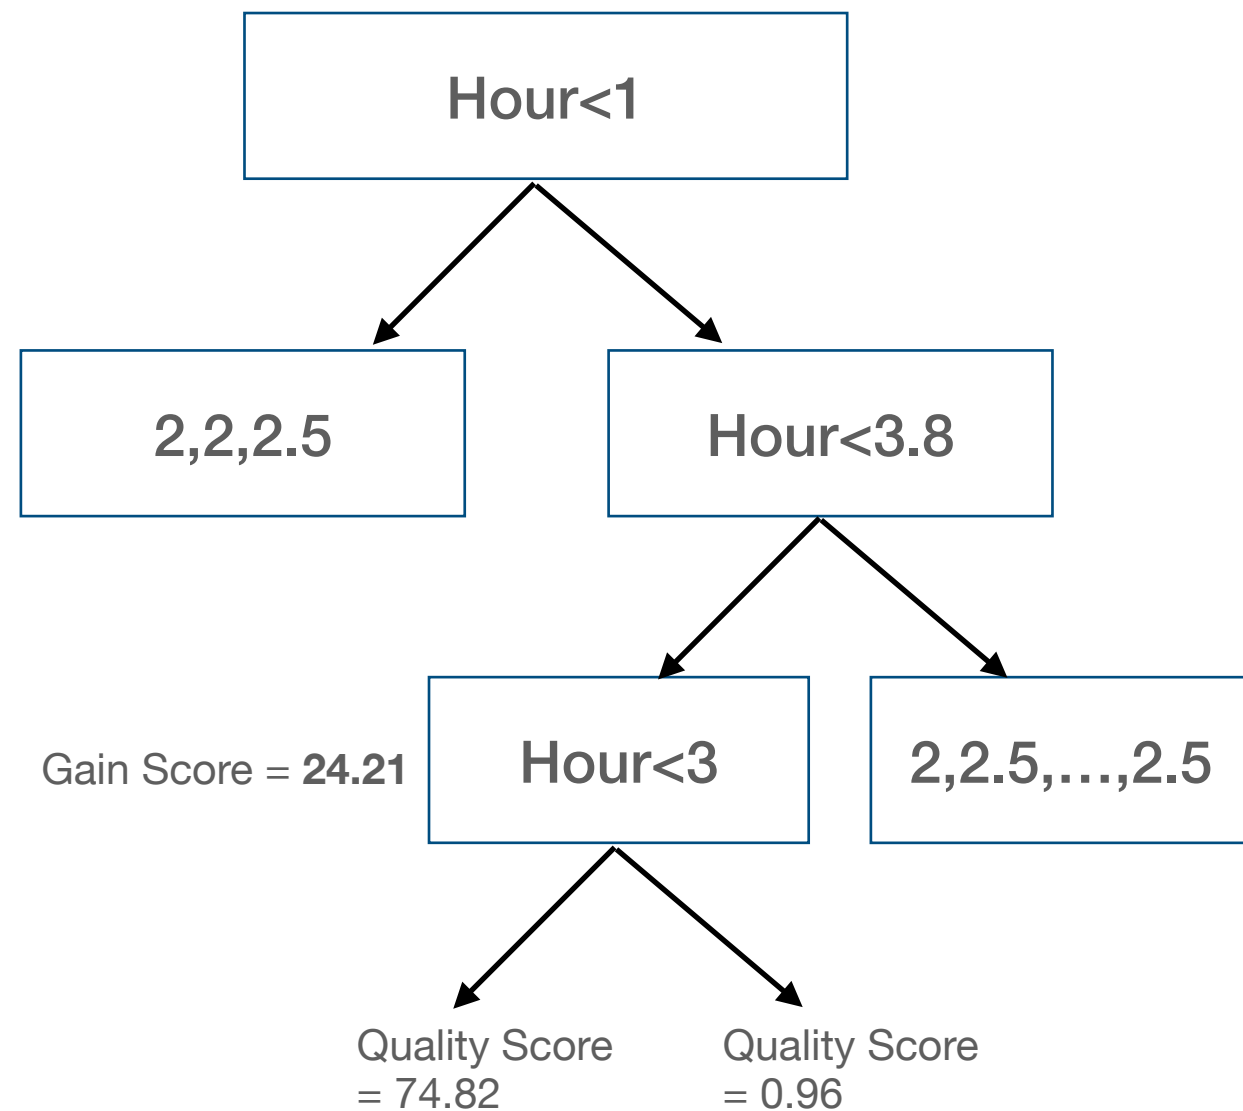 Hour<1
2,2,2.5
Hour<3.8
Gain Score = 24.21
Hour<3
2,2.5,...,2.5
Quality Score
= 74.82
Quality Score
= 0.96